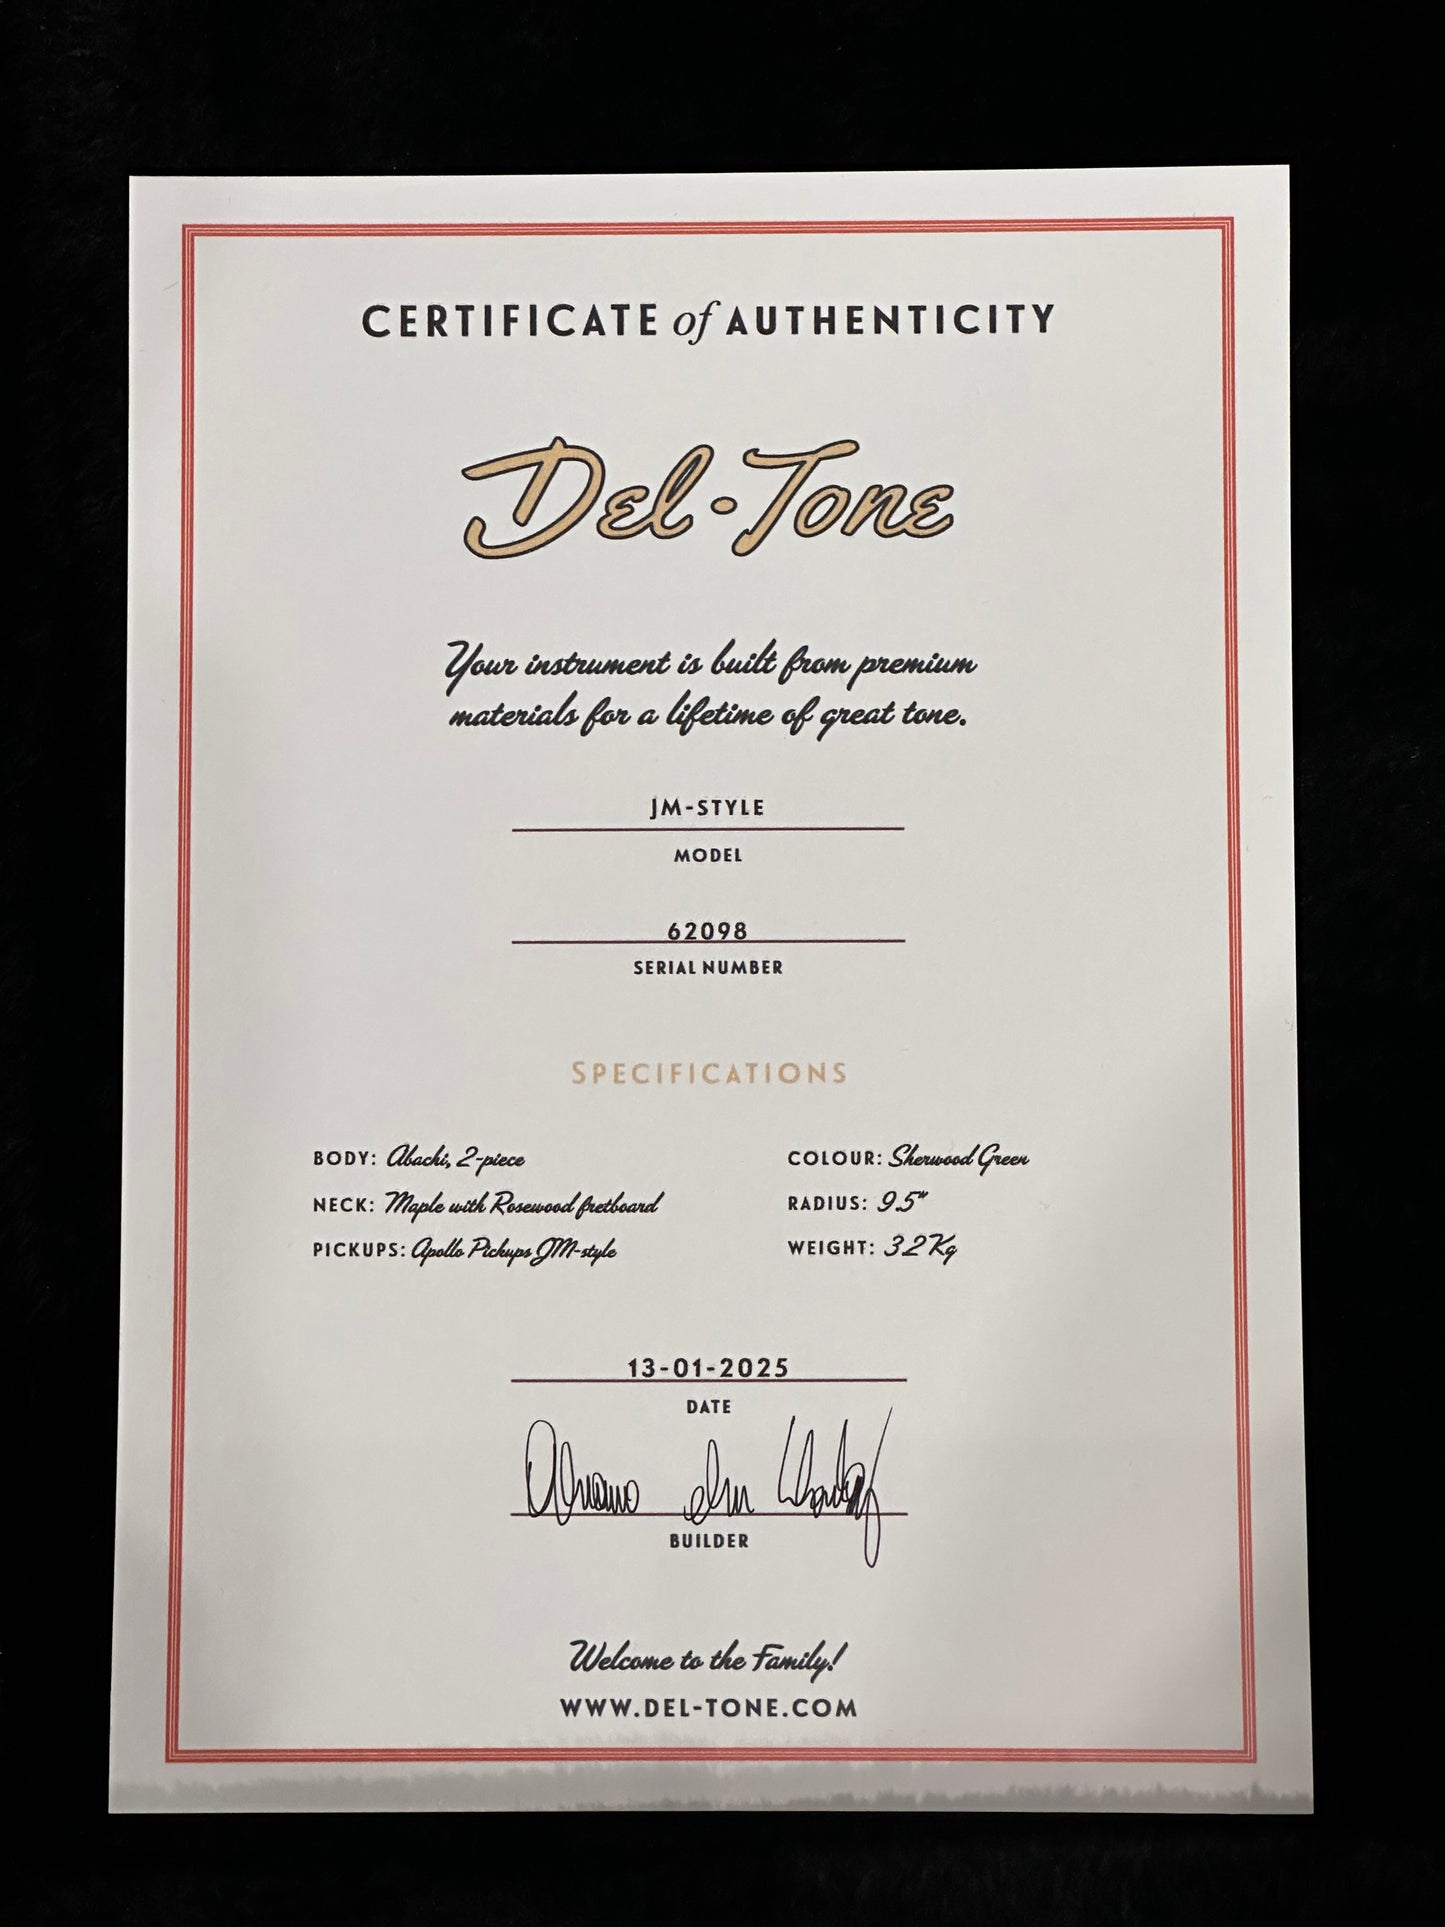 CERTIFICATE of AUTHENTICITY
Del-Tone
Your instrument is built from premium
materials for a lifetime of great tone.
JM-STYLE
MODEL
62098
SERIAL NUMBER
SPECIFICATIONS
BODY: Abachi, 2-piece
NECK: Maple with Rosewood fretboard
PICKUPS: Apollo Pickups JM-style
COLOUR: Sherwood Green
RADIUS: 9.5"
WEIGHT: 3.2 Kg
13-01-2025
DATE
BUILDER
Welcome to the Family!
WWW.DEL-TONE.COM